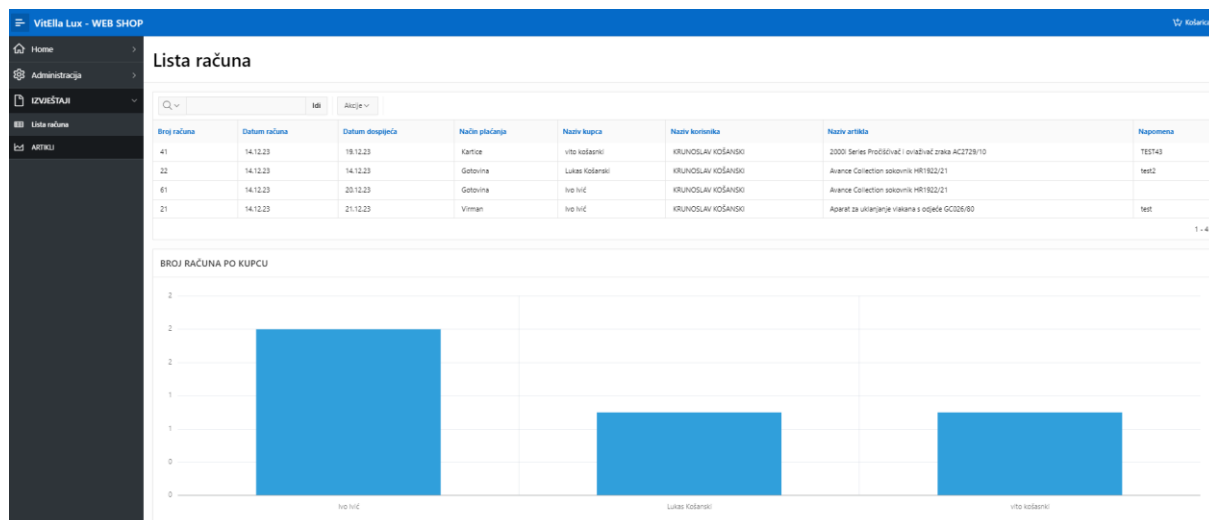 VitElla Lux - WEB SHOP
Košarica
Home
Administracija
IZVJEŠTAJI
Lista računa
ARTIKLI
Lista računa
Idi Akcije
Broj računa Datum računa Datum dospijeća Način plaćanja Naziv kupca Naziv korisnika Naziv artikla Napomena
41 14.12.23 19.12.23 Kartice vito košasnki KRUNOSLAV KOŠANSKI 2000i Series Pročišćivač i ovlaživač zraka AC2729/10 TEST43
22 14.12.23 14.12.23 Gotovina Lukas Košanski KRUNOSLAV KOŠANSKI Avance Collection sokovnik HR1922/21 test2
61 14.12.23 20.12.23 Gotovina Ivo Ivić KRUNOSLAV KOŠANSKI Avance Collection sokovnik HR1922/21
21 14.12.23 21.12.23 Virman Ivo Ivić KRUNOSLAV KOŠANSKI Aparat za uklanjanje vlakana s odjeće GC026/80 test
1 - 4
BROJ RAČUNA PO KUPCU
2
2
2
1
1
0
0
Ivo Ivić Lukas Košanski vito košasnki